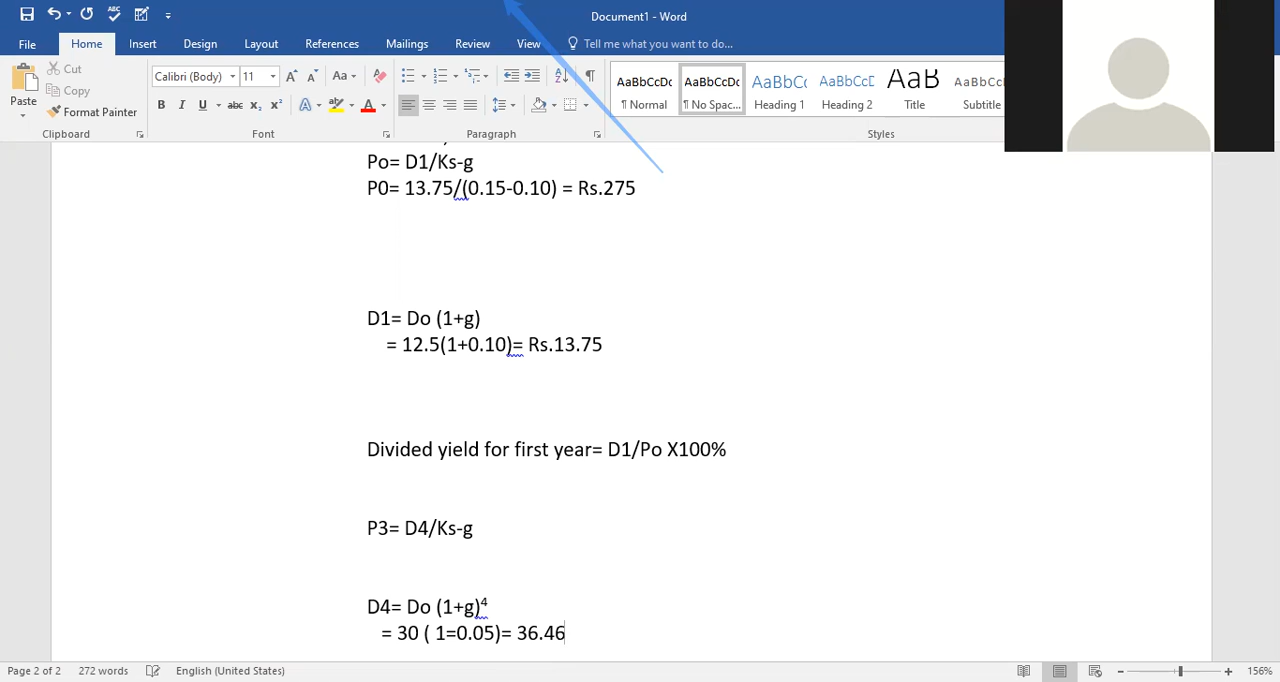 Document1 - Word
File Home Insert Design Layout References Mailings Review View Tell me what you want to do...
Paste
Cut
Copy
Format Painter
Clipboard
Calibri (Body) 11
Aa
B I U abc x₂ x²
A A
Font
Paragraph
AaBbCcDc AaBbCcDc AaBbCc AaBbCcE AaB AaBbCcD
¶ Normal ¶ No Spac... Heading 1 Heading 2 Title Subtitle
Styles
Po= D1/Ks-g
P0= 13.75/(0.15-0.10) = Rs.275
D1= Do (1+g)
= 12.5(1+0.10)= Rs.13.75
Divided yield for first year= D1/Po X100%
P3= D4/Ks-g
D4= Do (1+g)⁴
= 30 ( 1=0.05)= 36.46
Page 2 of 2 272 words English (United States) 156%